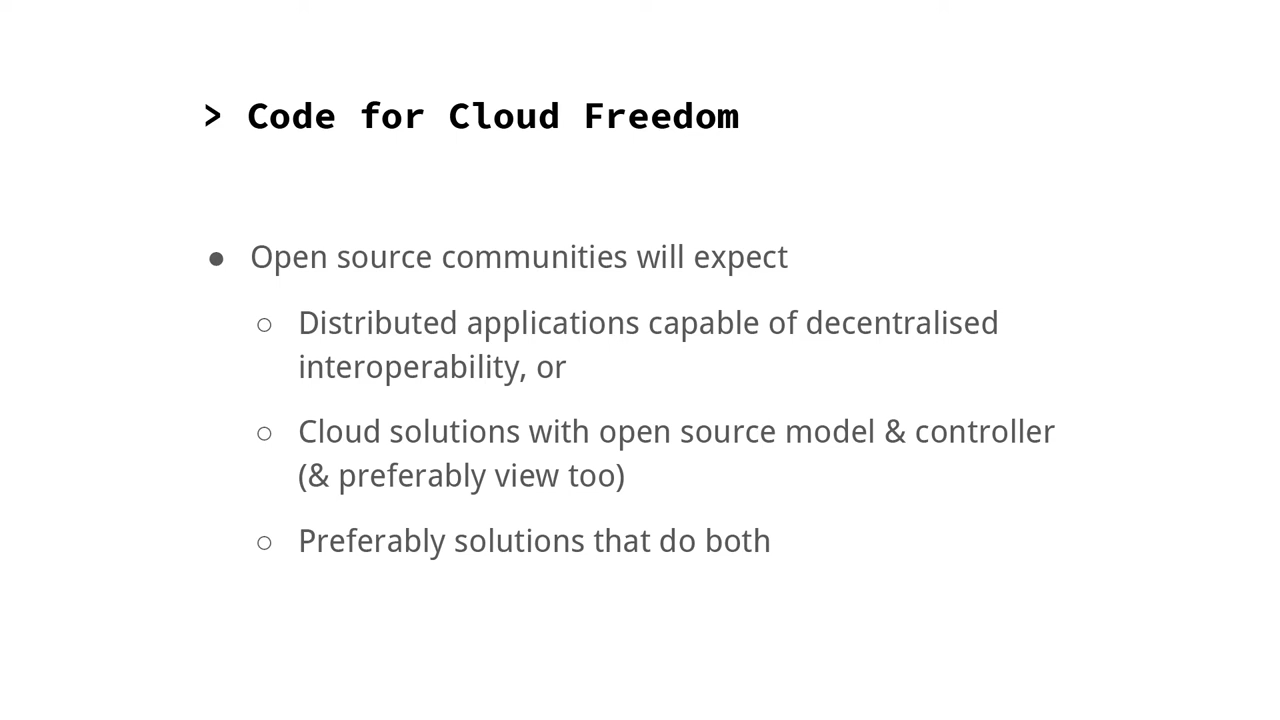 > Code for Cloud Freedom
● Open source communities will expect
○ Distributed applications capable of decentralised
interoperability, or
○ Cloud solutions with open source model & controller
(& preferably view too)
○ Preferably solutions that do both